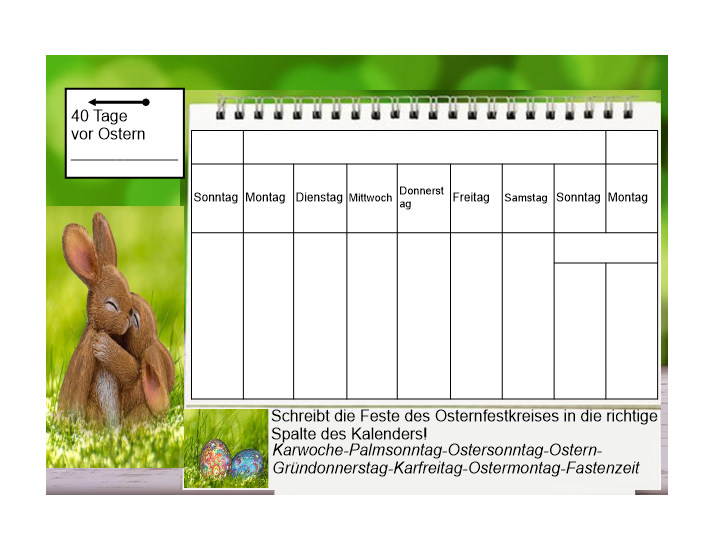 40 Tage
vor Ostern
_____________
Sonntag Montag Dienstag Mittwoch Donnerst
ag Freitag Samstag Sonntag Montag
Schreibt die Feste des Osternfestkreises in die richtige
Spalte des Kalenders!
Karwoche-Palmsonntag-Ostersonntag-Ostern-
Gründonnerstag-Karfreitag-Ostermontag-Fastenzeit